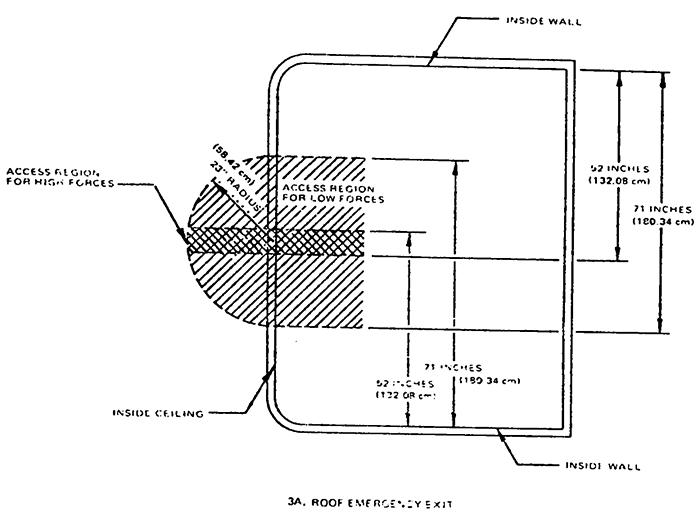 INSIDE WALL
52 INCHES
(132.08 cm)
71 INCHES
(180.34 cm)
(58.42 cm)
23" RADIUS
ACCESS REGION
FOR HIGH FORCES
ACCESS REGION
FOR LOW FORCES
71 INCHES
(180.34 cm)
52 INCHES
(132.08 cm)
INSIDE CEILING
INSIDE WALL
3A. ROOF EMERGENCY EXIT